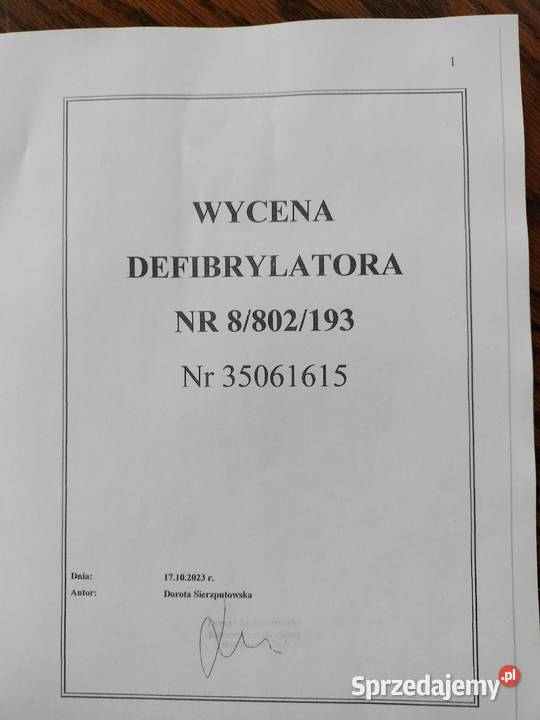 1
WYCENA
DEFIBRYLATORA
NR 8/802/193
Nr 35061615
Dnia: 17.10.2023 r.
Autor: Dorota Sierzputowska
Sprzedajemy.pl